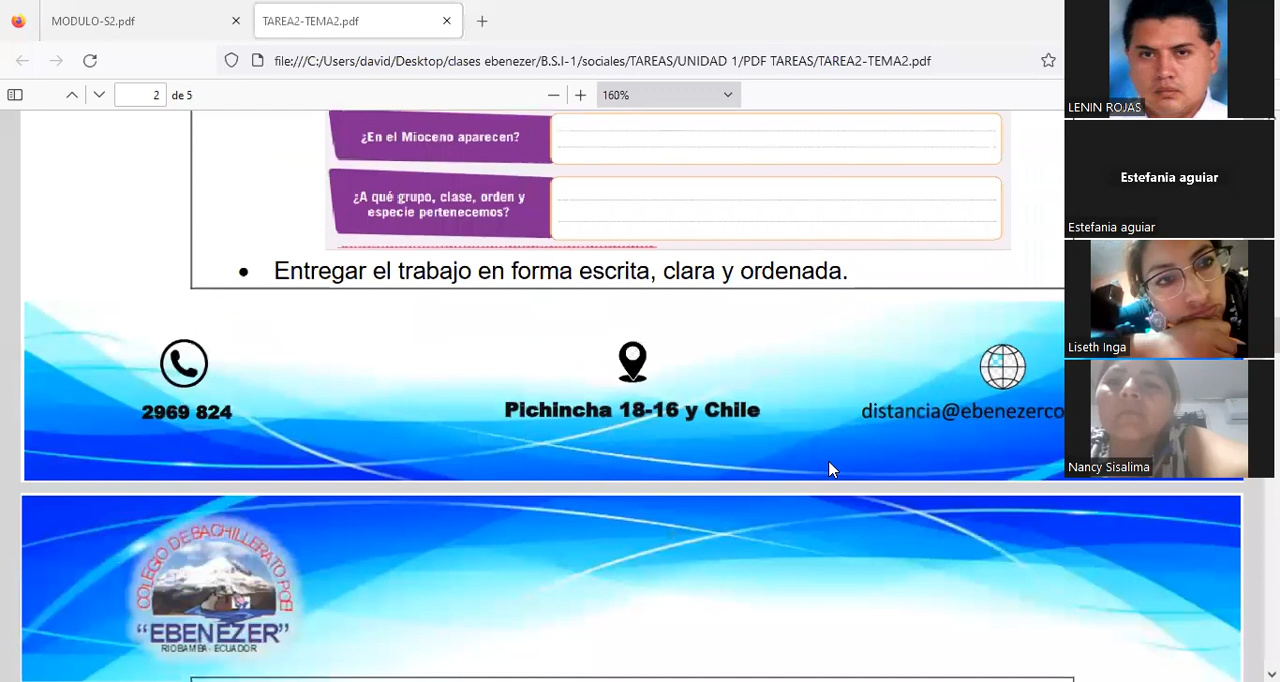 MODULO-S2.pdf
TAREA2-TEMA2.pdf
file:///C:/Users/david/Desktop/clases ebenezer/B.S.I-1/sociales/TAREAS/UNIDAD 1/PDF TAREAS/TAREA2-TEMA2.pdf
2 de 5
160%
¿En el Mioceno aparecen?
¿A qué grupo, clase, orden y
especie pertenecemos?
• Entregar el trabajo en forma escrita, clara y ordenada.
2969 824
Pichincha 18-16 y Chile
distancia@ebenezerco
COLEGIO DE BACHILLERATO PCEI
“EBENEZER”
RIOBAMBA - ECUADOR
LENIN ROJAS
Estefania aguiar
Estefania aguiar
Liseth Inga
Nancy Sisalima